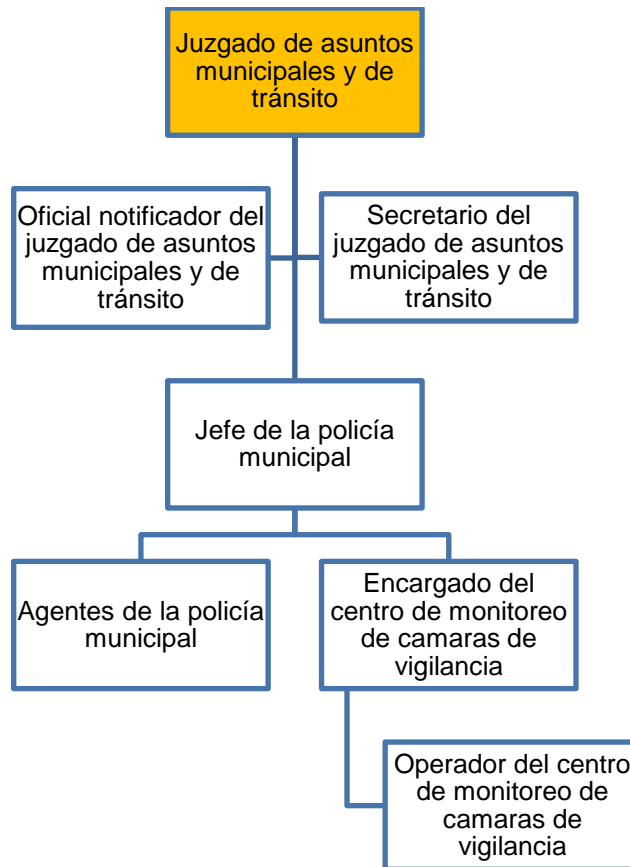 Juzgado de asuntos
municipales y de
tránsito
Oficial notificador del
juzgado de asuntos
municipales y de
tránsito
Secretario del
juzgado de asuntos
municipales y de
tránsito
Jefe de la policía
municipal
Agentes de la policía
municipal
Encargado del
centro de monitoreo
de camaras de
vigilancia
Operador del centro
de monitoreo de
camaras de
vigilancia